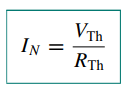 I_N = V_Th / R_Th